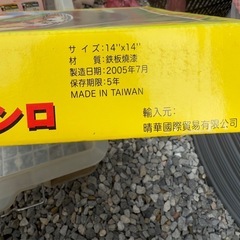 サイズ:14"x14"
材　質:鉄板燒漆
製造日期:2005年7月
保存期限:5年
MADE IN TAIWAN
輸入元:
晴華國際貿易有限公司
ンロ